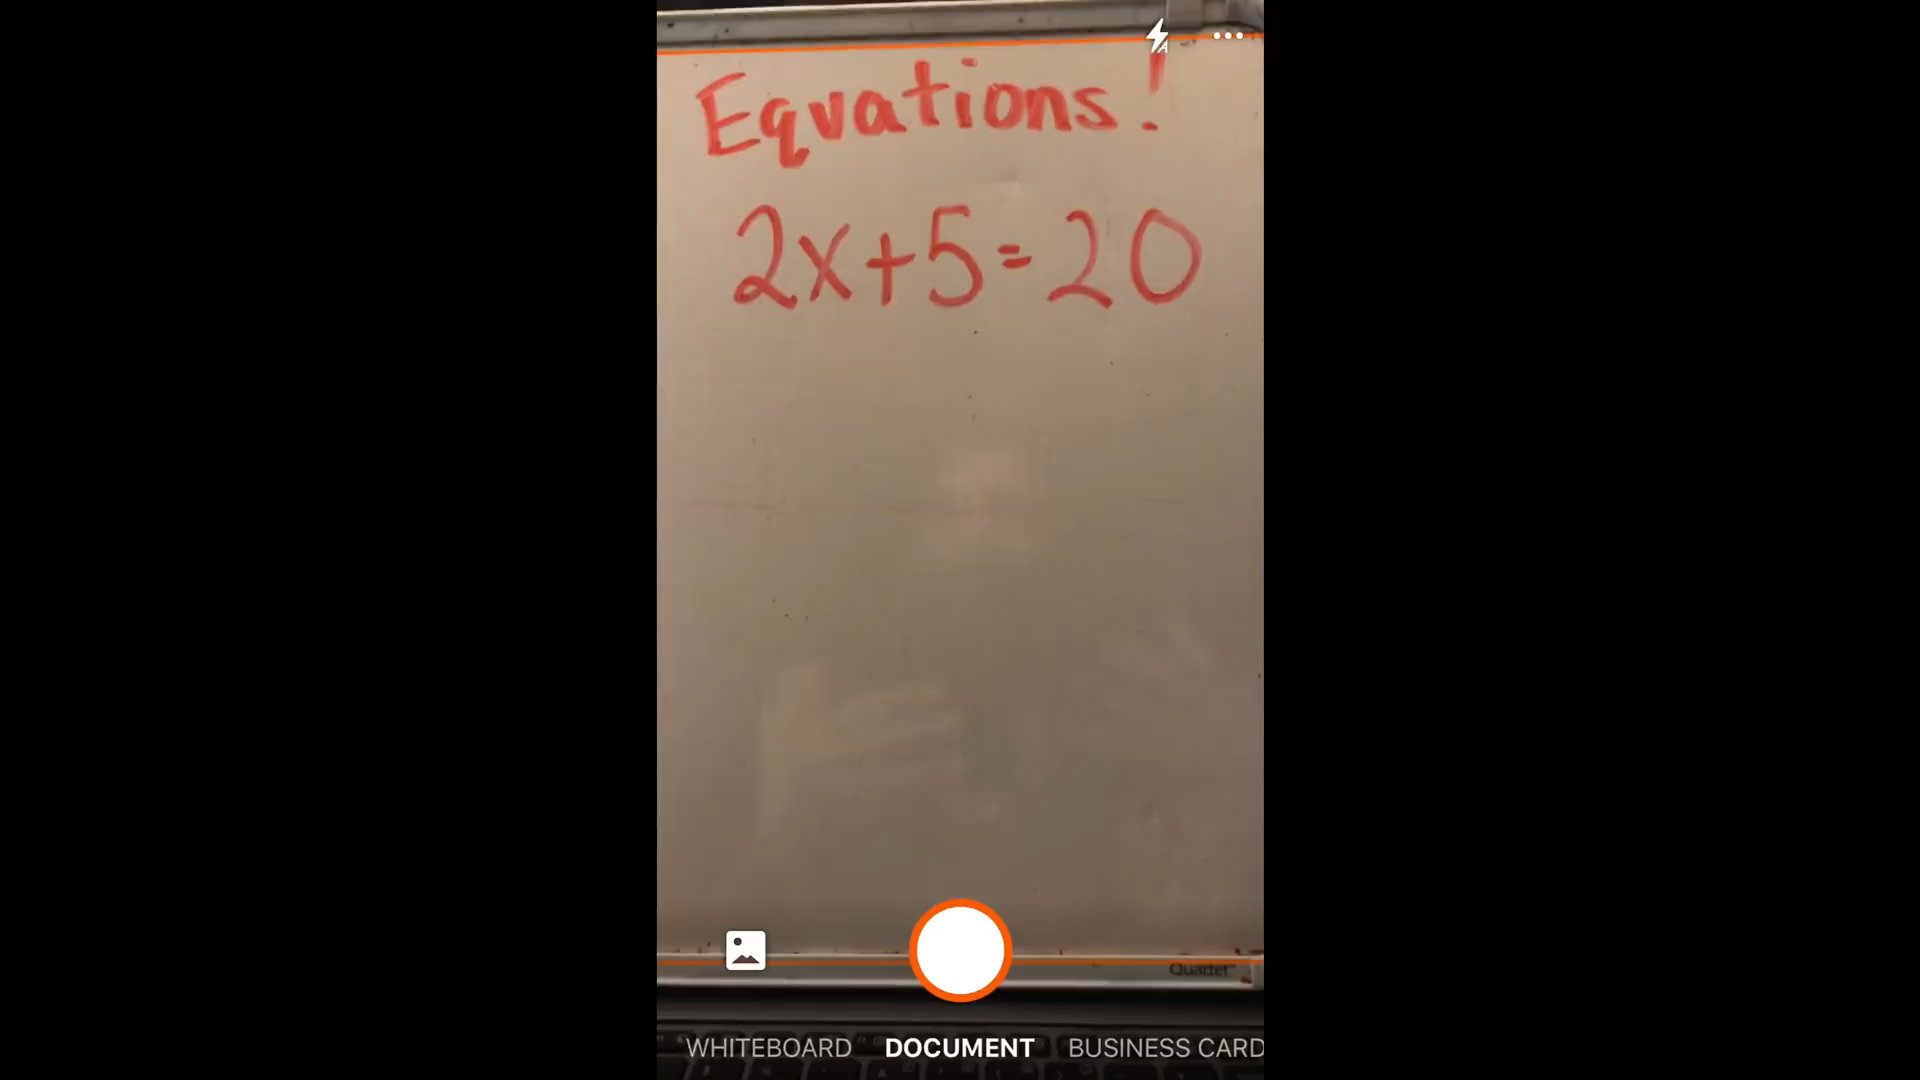 Equations!
2x+5=20
Quartet
WHITEBOARD DOCUMENT BUSINESS CARD